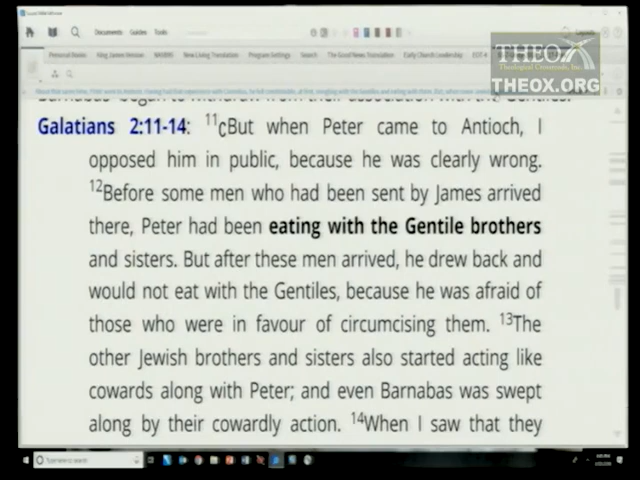 Documents Guides Tools
Layouts
Personal Notes King James Version NASB95 New Living Translation Program Settings Search The Good News Translation Early Church Leadership
THEOX
THEOX.ORG
Barnabas began to withdraw from their association with the Gentiles.
Galatians 2:11-14: 11cBut when Peter came to Antioch, I
opposed him in public, because he was clearly wrong.
12Before some men who had been sent by James arrived
there, Peter had been eating with the Gentile brothers
and sisters. But after these men arrived, he drew back and
would not eat with the Gentiles, because he was afraid of
those who were in favour of circumcising them. 13The
other Jewish brothers and sisters also started acting like
cowards along with Peter; and even Barnabas was swept
along by their cowardly action. 14When I saw that they